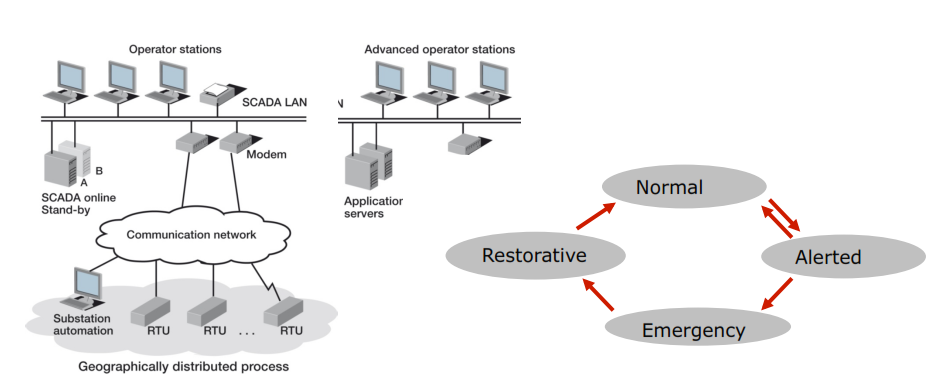 Operator stations
SCADA LAN
Modem
B
A
SCADA online
Stand-by
Communication network
Substation
automation
RTU
RTU
...
RTU
Geographically distributed process
Advanced operator stations
N
Applicatior
servers
Normal
Restorative
Alerted
Emergency